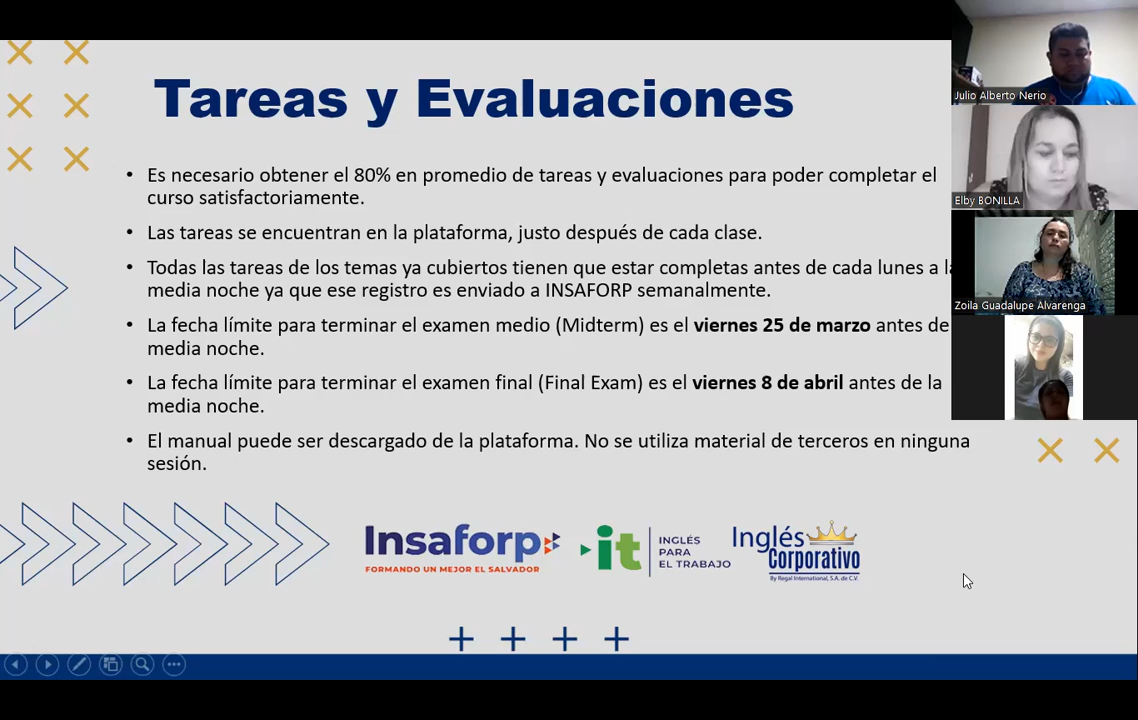 Tareas y Evaluaciones
• Es necesario obtener el 80% en promedio de tareas y evaluaciones para poder completar el
curso satisfactoriamente.
• Las tareas se encuentran en la plataforma, justo después de cada clase.
• Todas las tareas de los temas ya cubiertos tienen que estar completas antes de cada lunes a la
media noche ya que ese registro es enviado a INSAFORP semanalmente.
• La fecha límite para terminar el examen medio (Midterm) es el viernes 25 de marzo antes de
media noche.
• La fecha límite para terminar el examen final (Final Exam) es el viernes 8 de abril antes de la
media noche.
• El manual puede ser descargado de la plataforma. No se utiliza material de terceros en ninguna
sesión.
Julio Alberto Nerio
Elby BONILLA
Zoila Guadalupe Alvarenga
Insaforp
FORMANDO UN MEJOR EL SALVADOR
it
INGLÉS
PARA
EL TRABAJO
Inglés
Corporativo
By Regal International, S.A. de C.V.